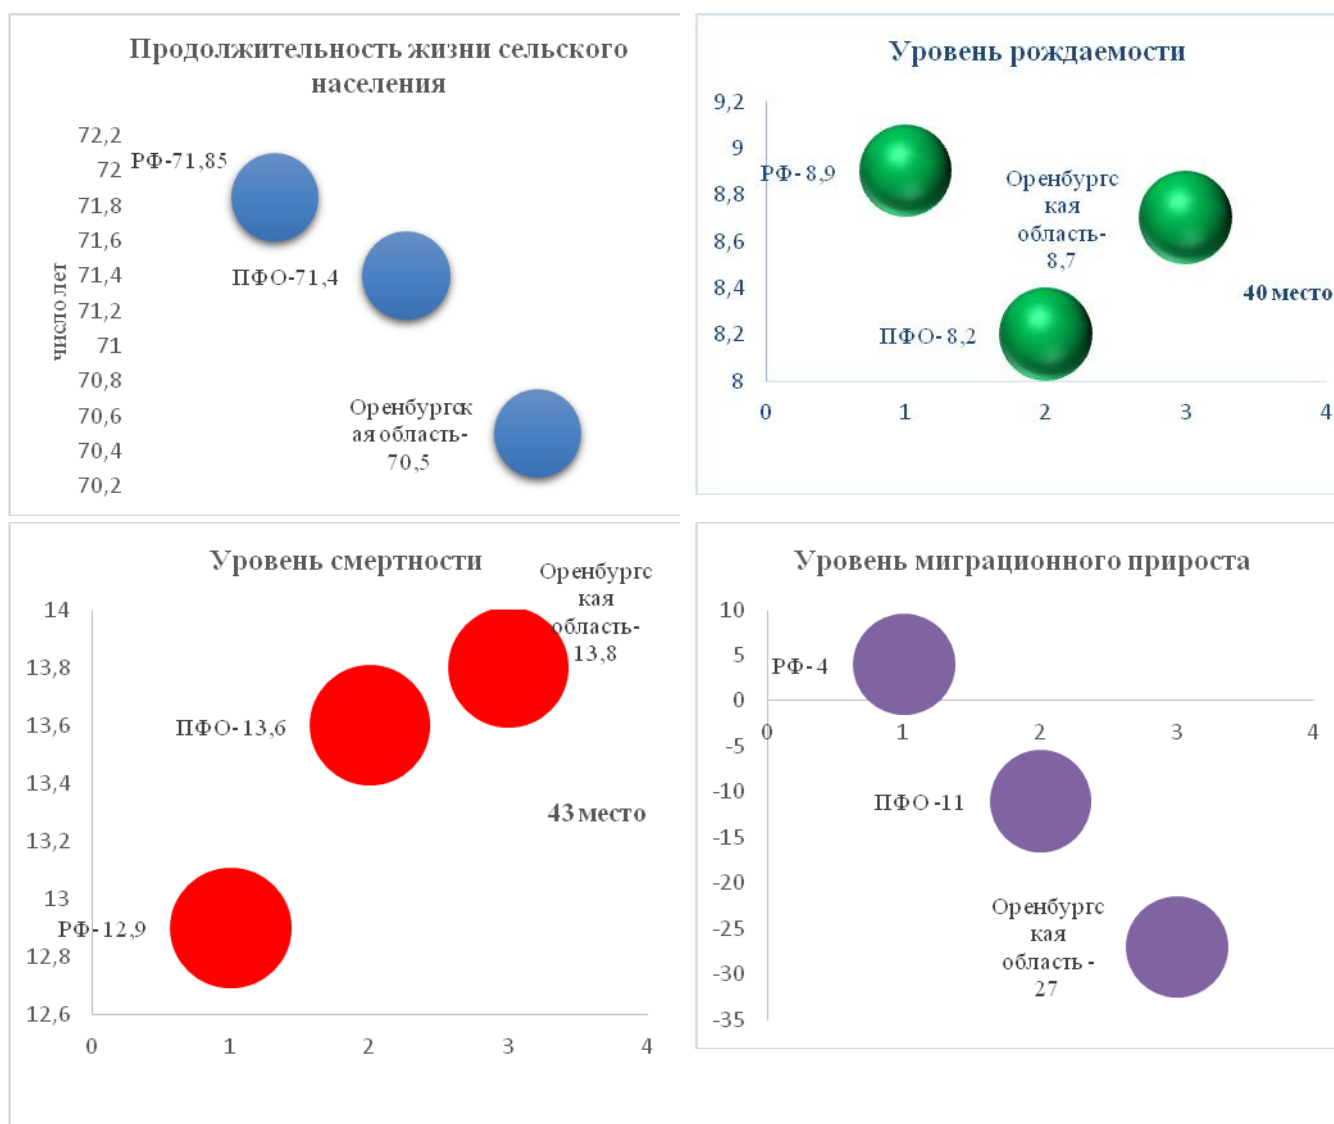 Продолжительность жизни сельского
населения
число лет
72,2
72
71,8
71,6
71,4
71,2
71
70,8
70,6
70,4
70,2
РФ-71,85
ПФО-71,4
Оренбургск
ая область-
70,5
Уровень рождаемости
9,2
9
8,8
8,6
8,4
8,2
8
0
1
2
3
4
РФ- 8,9
ПФО- 8,2
Оренбургс
кая
область-
8,7
40 место
Уровень смертности
14
13,8
13,6
13,4
13,2
13
12,8
12,6
0
1
2
3
4
РФ-12,9
ПФО-13,6
Оренбургс
кая
область-
13,8
43 место
Уровень миграционного прироста
10
5
0
-5
-10
-15
-20
-25
-30
-35
0
1
2
3
4
РФ- 4
ПФО -11
Оренбургс
кая
область -
27